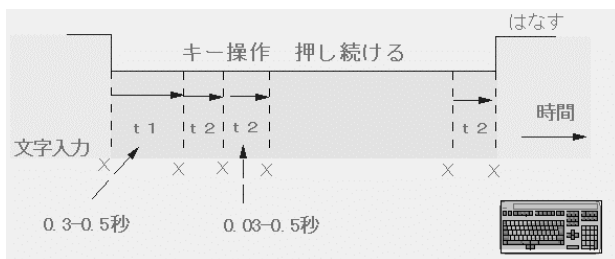 はなす
キー操作 押し続ける
t1 t2 t2 t2
時間
文字入力
× × × × × ×
0.3-0.5秒 0.03-0.5秒